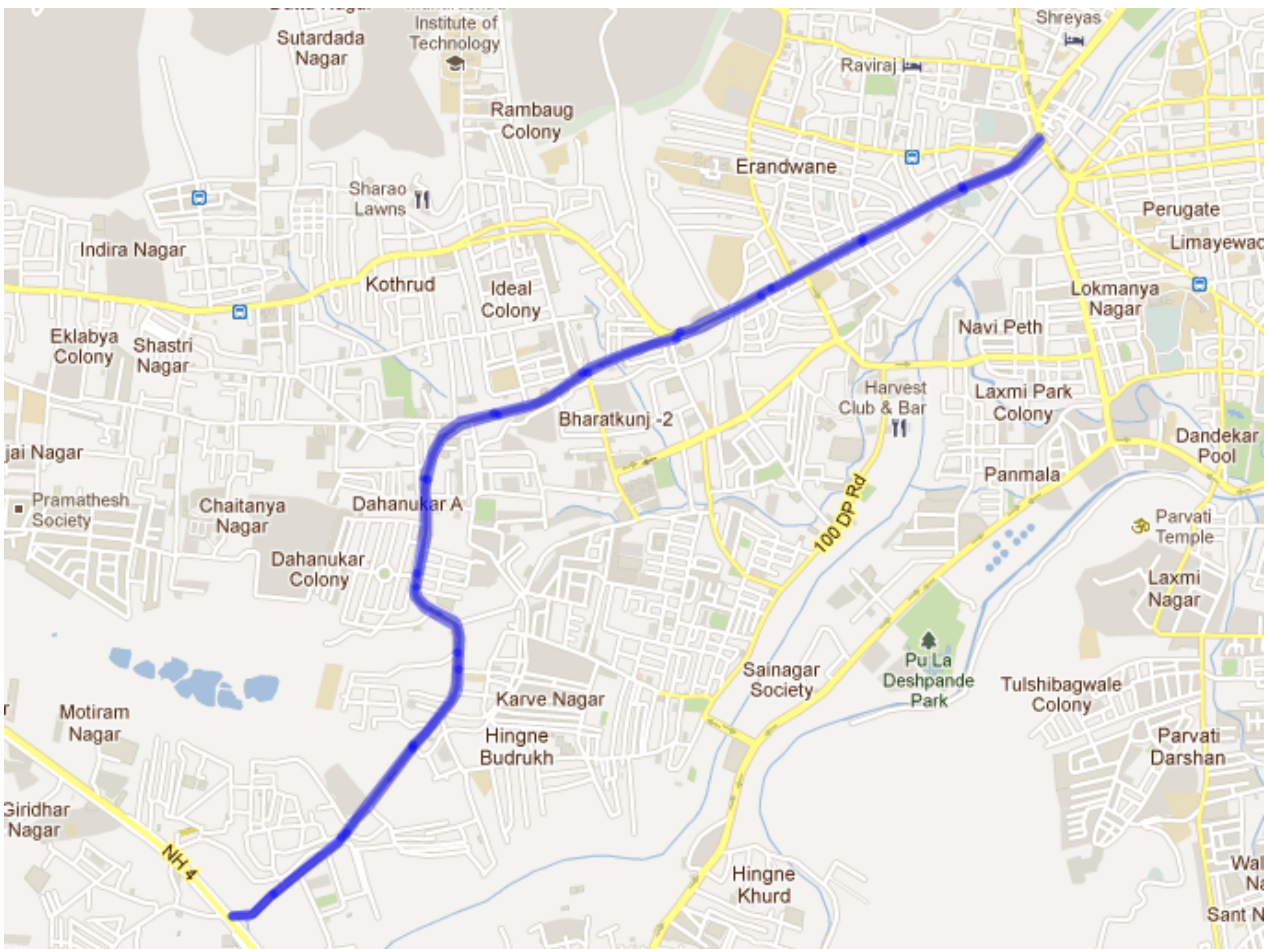 Sutardada
Nagar
Institute of
Technology
Shreyas
Raviraj
Rambaug
Colony
Erandwane
Sharao
Lawns
Perugate
Indira Nagar
Limayewad
Kothrud
Ideal
Colony
Lokmanya
Nagar
Eklabya
Colony
Shastri
Nagar
Navi Peth
Harvest
Club & Bar
Laxmi Park
Colony
Bharatkunj -2
Dandekar
Pool
jai Nagar
Panmala
Pramathesh
Society
Chaitanya
Nagar
Dahanukar A
100 DP Rd
Parvati
Temple
Dahanukar
Colony
Laxmi
Nagar
Pu La
Deshpande
Park
Sainagar
Society
Tulshibagwale
Colony
Karve Nagar
r
Motiram
Nagar
Hingne
Budrukh
Parvati
Darshan
Giridhar
Nagar
NH 4
Hingne
Khurd
Wal
Na
Sant N